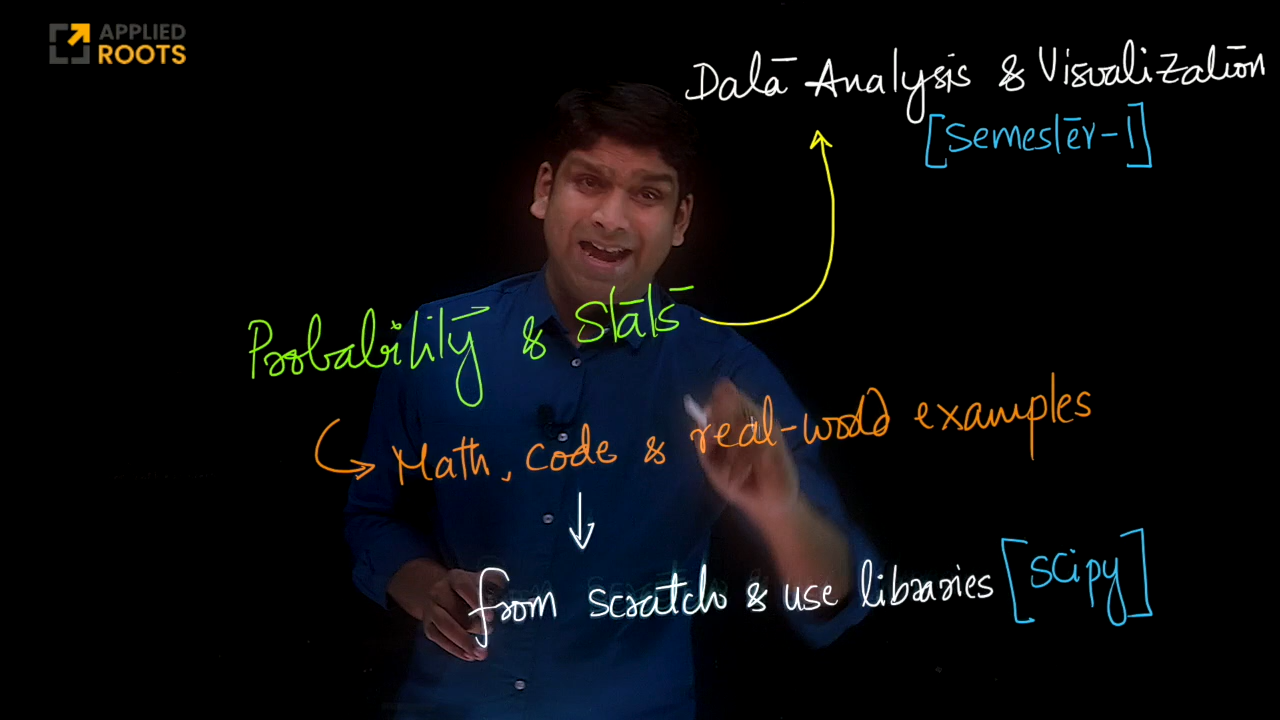 APPLIED
ROOTS
Data Analysis & Visualization
[Semester-1]
Probability & Stats
Math, code & real-world examples
from scratch & use libraries [scipy]